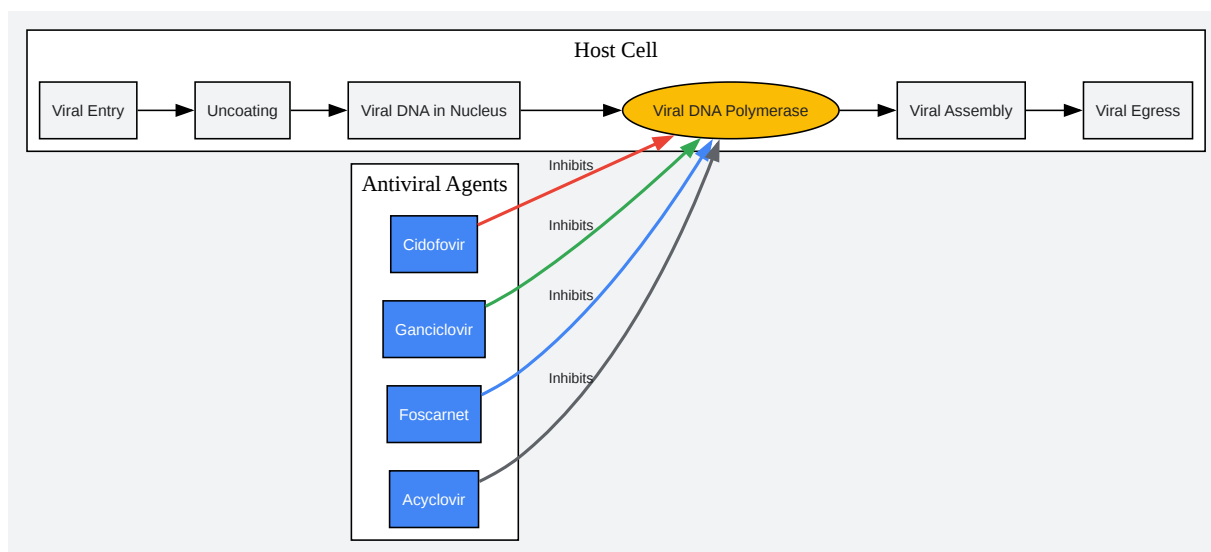 Host Cell
Viral Entry
Uncoating
Viral DNA in Nucleus
Viral DNA Polymerase
Viral Assembly
Viral Egress
Antiviral Agents
Cidofovir
Ganciclovir
Foscarnet
Acyclovir
Inhibits
Inhibits
Inhibits
Inhibits